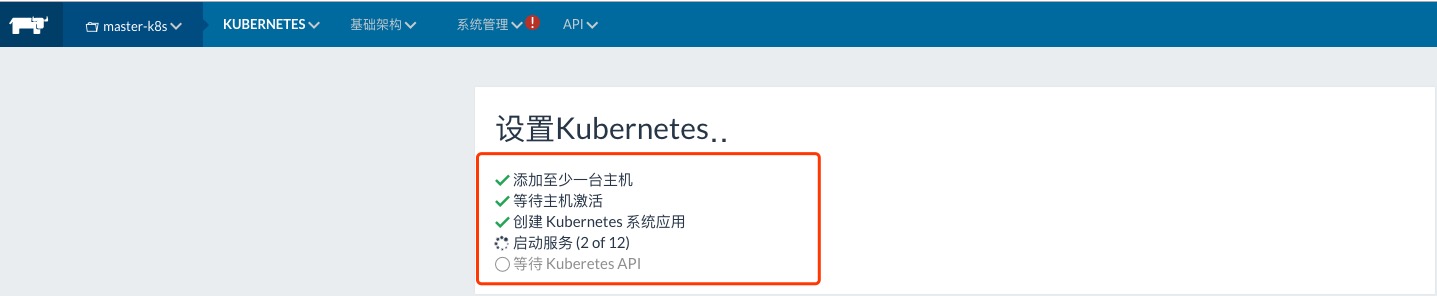 master-k8s KUBERNETES 基础架构 系统管理 ! API
设置Kubernetes..
添加至少一台主机
等待主机激活
创建 Kubernetes 系统应用
启动服务 (2 of 12)
等待 Kuberetes API